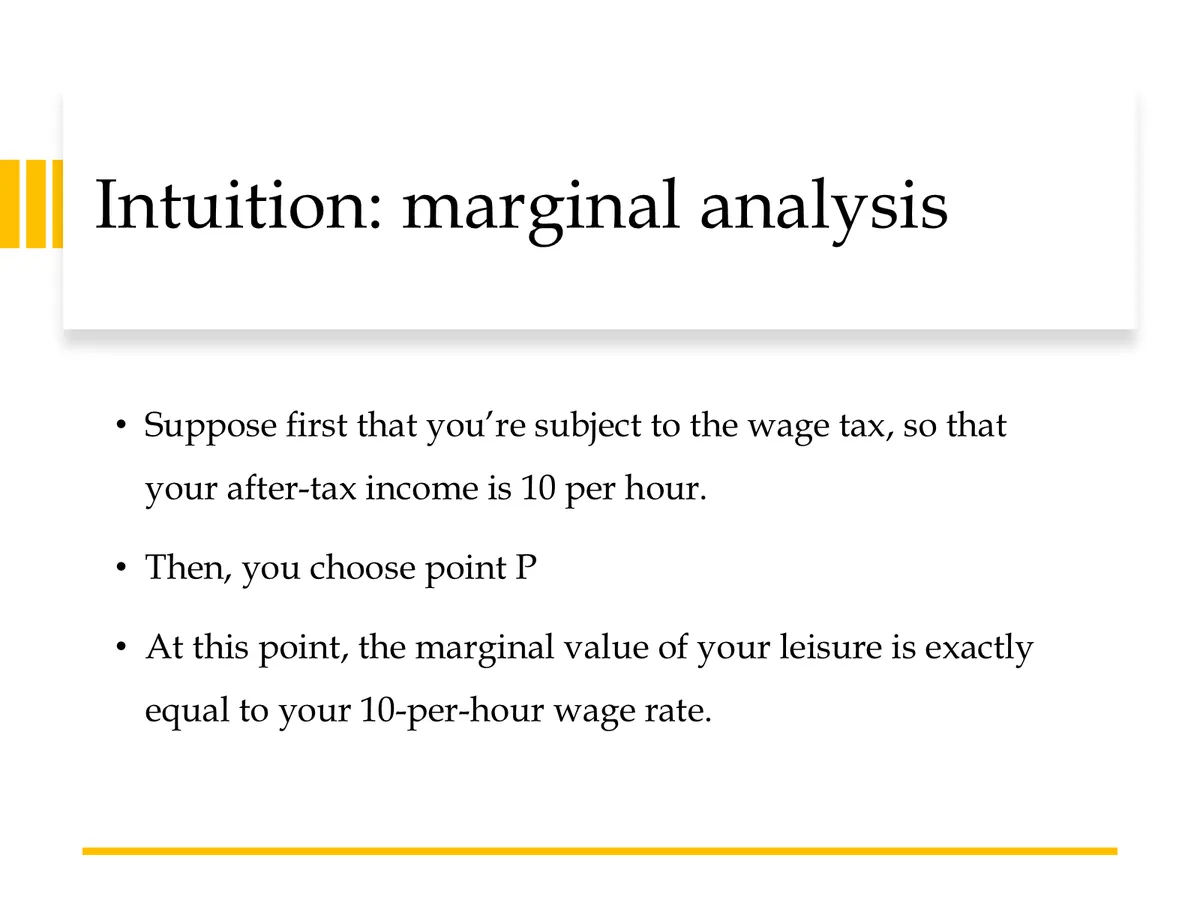 Intuition: marginal analysis
• Suppose first that you’re subject to the wage tax, so that
your after-tax income is 10 per hour.
• Then, you choose point P
• At this point, the marginal value of your leisure is exactly
equal to your 10-per-hour wage rate.